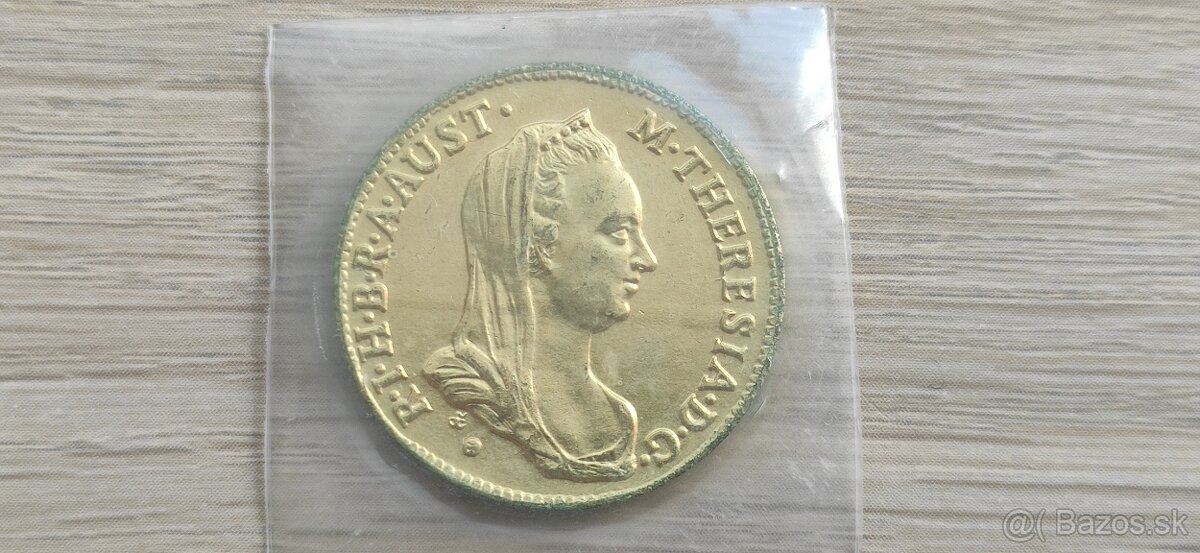 R·I·H·B·R·A·AUST·
M·THERESIA·D·G·
@( Bazos.sk